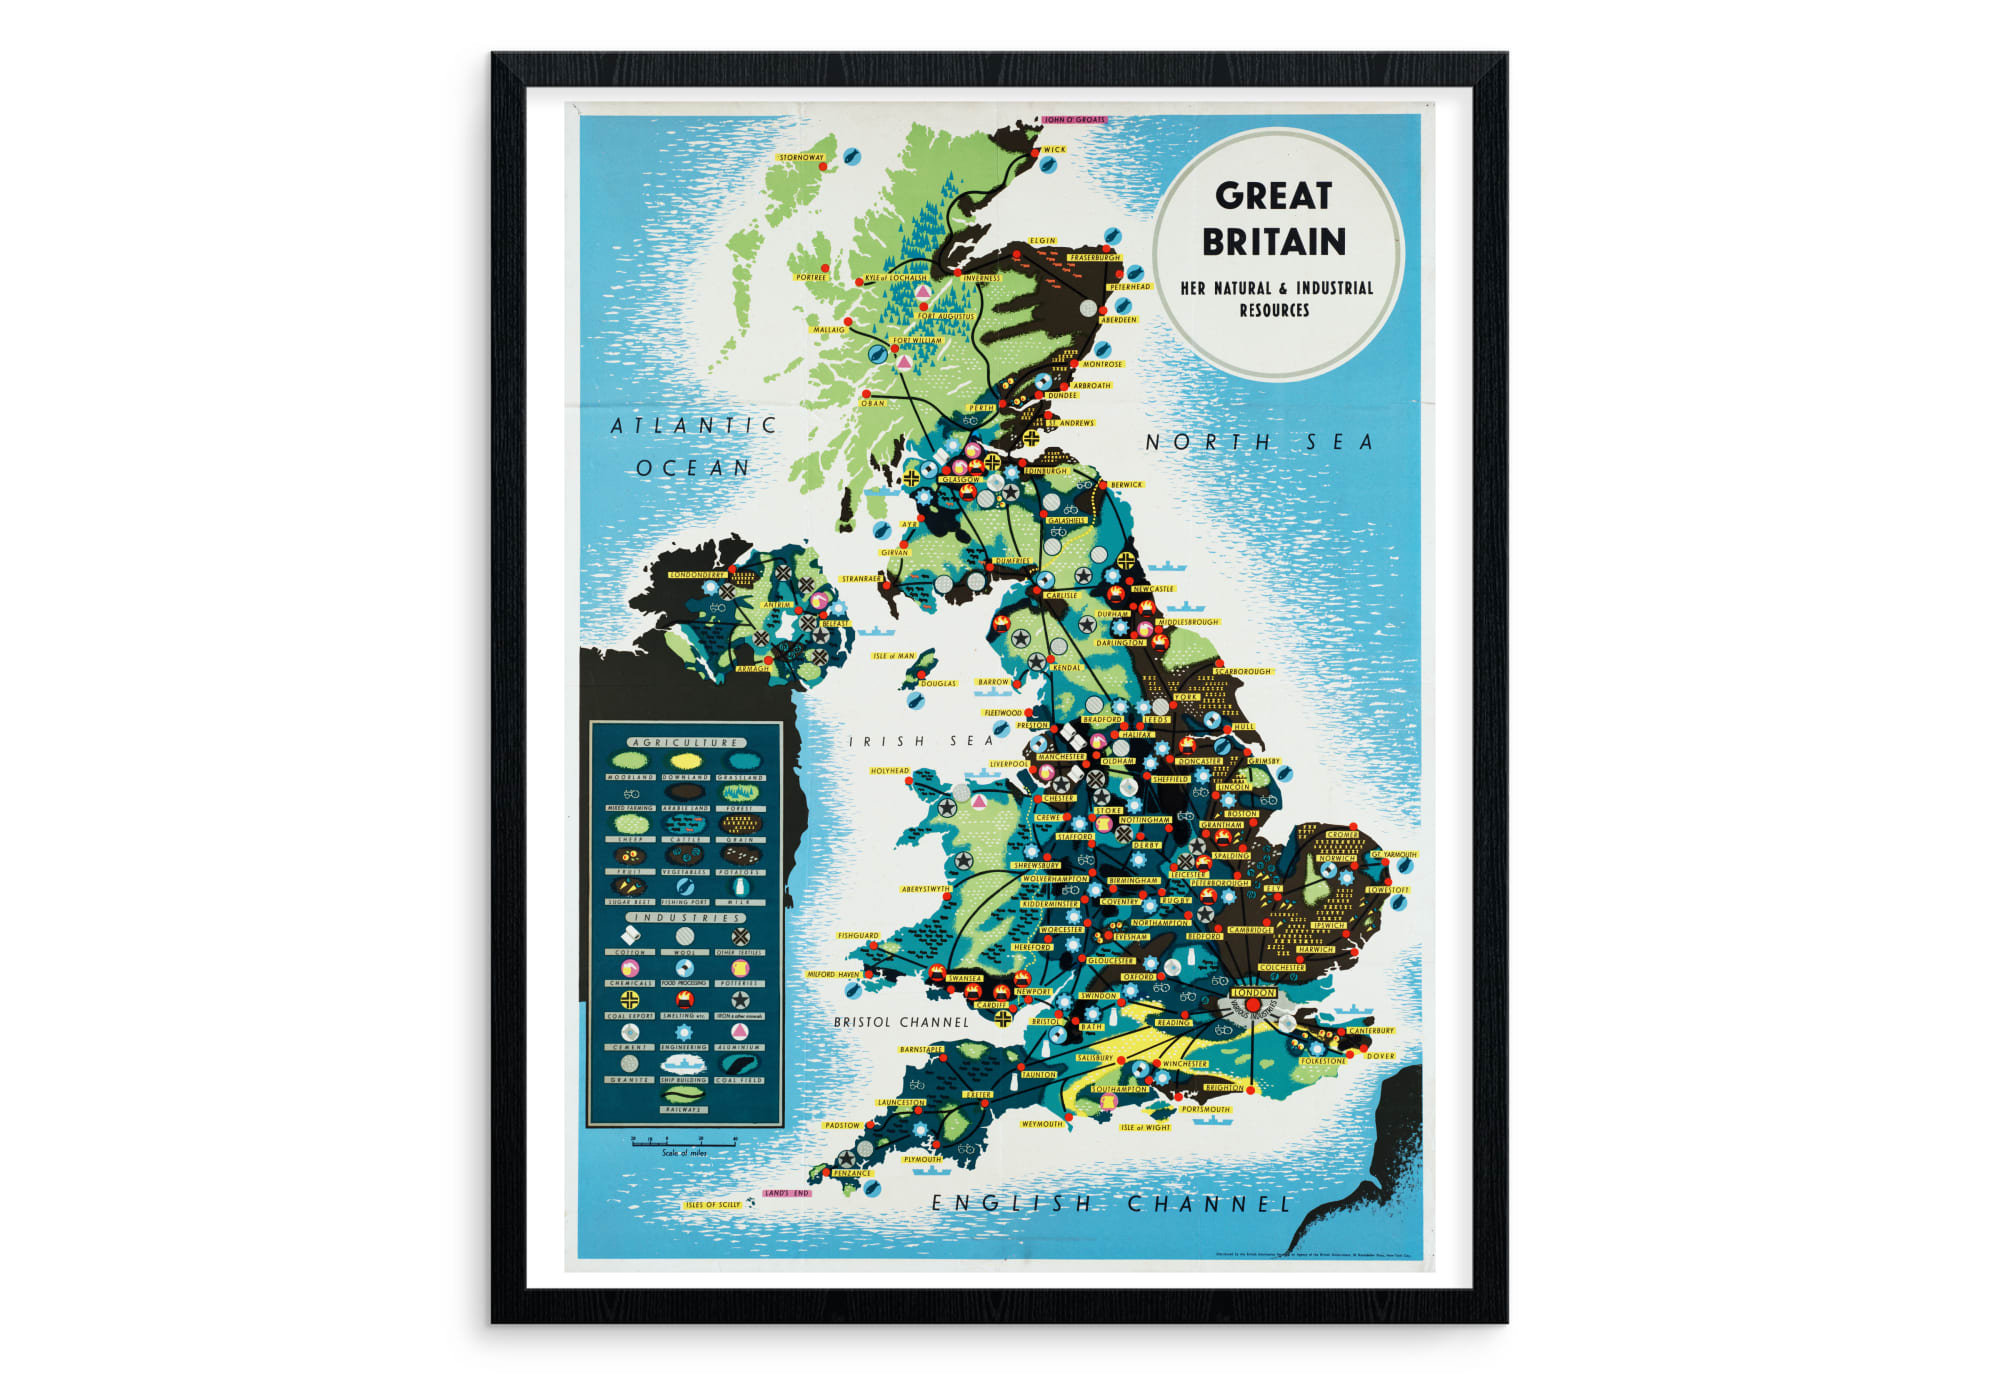 GREAT
BRITAIN
HER NATURAL & INDUSTRIAL
RESOURCES
JOHN O'GROATS
WICK
STORNOWAY
ELGIN
FRASERBURGH
PORTREE
KYLE of LOCHALSH
INVERNESS
PETERHEAD
FORT AUGUSTUS
ABERDEEN
MALLAIG
FORT WILLIAM
MONTROSE
ARBROATH
OBAN
PERTH
DUNDEE
ST. ANDREWS
ATLANTIC
OCEAN
NORTH SEA
EDINBURGH
GLASGOW
BERWICK
AYR
GALASHIELS
GIRVAN
DUMFRIES
STRANRAER
LONDONDERRY
CARLISLE
NEWCASTLE
ANTRIM
DURHAM
BELFAST
MIDDLESBROUGH
DARLINGTON
ISLE of MAN
ARMAGH
KENDAL
SCARBOROUGH
DOUGLAS
BARROW
YORK
FLEETWOOD
PRESTON
BRADFORD
LEEDS
HULL
HALIFAX
IRISH SEA
MANCHESTER
OLDHAM
DONCASTER
GRIMSBY
LIVERPOOL
HOLYHEAD
SHEFFIELD
LINCOLN
CHESTER
STOKE
BOSTON
CREWE
NOTTINGHAM
GRANTHAM
CROMER
STAFFORD
DERBY
SPALDING
NORWICH
GT. YARMOUTH
SHREWSBURY
LEICESTER
WOLVERHAMPTON
BIRMINGHAM
PETERBOROUGH
ELY
LOWESTOFT
ABERYSTWYTH
KIDDERMINSTER
COVENTRY
RUGBY
NORTHAMPTON
IPSWICH
WORCESTER
EVESHAM
BEDFORD
CAMBRIDGE
FISHGUARD
HEREFORD
HARWICH
GLOUCESTER
COLCHESTER
MILFORD HAVEN
SWANSEA
OXFORD
NEWPORT
SWINDON
LONDON
VARIOUS INDUSTRIES
CARDIFF
BRISTOL CHANNEL
BRISTOL
BATH
READING
CANTERBURY
BARNSTAPLE
SALISBURY
WINCHESTER
FOLKESTONE
DOVER
TAUNTON
SOUTHAMPTON
BRIGHTON
EXETER
LAUNCESTON
PORTSMOUTH
PADSTOW
WEYMOUTH
ISLE of WIGHT
PLYMOUTH
PENZANCE
LAND'S END
ISLES OF SCILLY
ENGLISH CHANNEL
AGRICULTURE
MOORLAND DOWNLAND GRASSLAND
MIXED FARMING ARABLE LAND FOREST
SHEEP CATTLE GRAIN
FRUIT VEGETABLES POTATOES
SUGAR BEET FISHING PORT MILK
INDUSTRIES
COTTON WOOL OTHER TEXTILES
CHEMICALS FOOD PROCESSING POTTERIES
COAL EXPORT SMELTING etc. IRON & other minerals
CEMENT ENGINEERING ALUMINIUM
GRANITE SHIP BUILDING COAL FIELD
RAILWAYS
20 10 0 20 40
Scale of miles